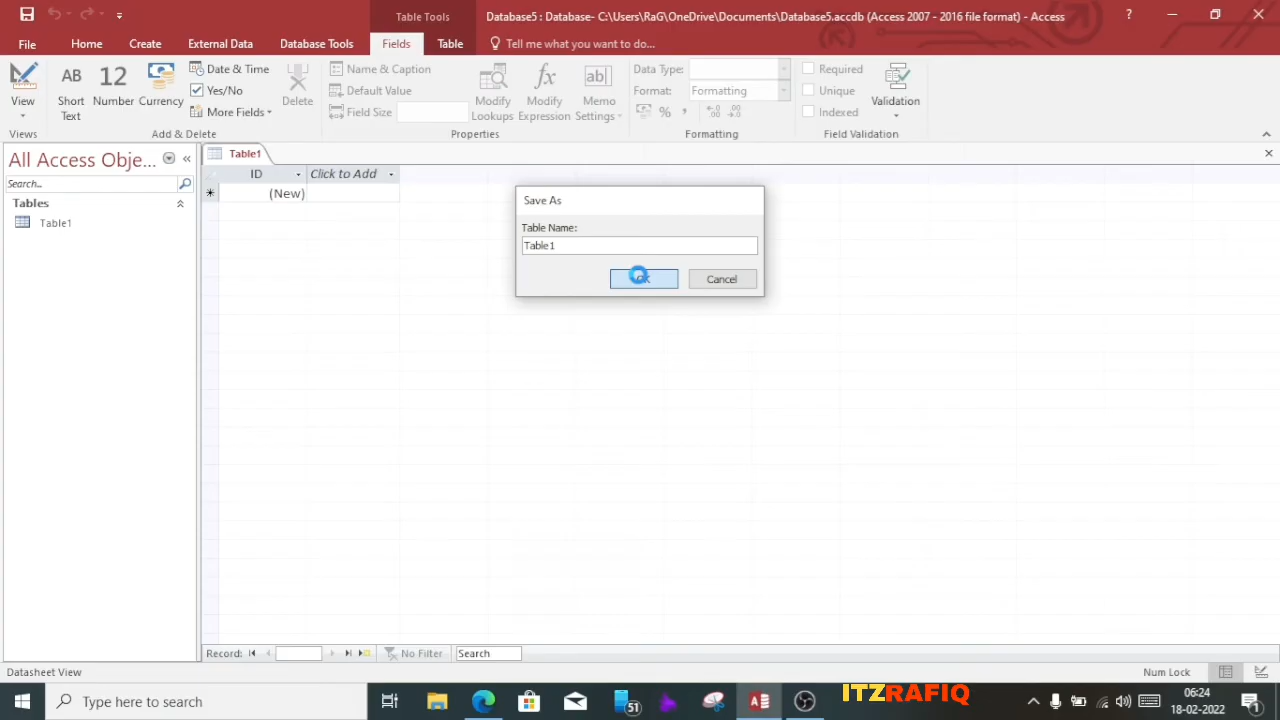 Table Tools
Database5 : Database- C:\Users\RaG\OneDrive\Documents\Database5.accdb (Access 2007 - 2016 file format) - Access
?
File
Home
Create
External Data
Database Tools
Fields
Table
Tell me what you want to do...
View
AB
Short
Text
12
Number
Currency
Date & Time
Yes/No
More Fields
Delete
Name & Caption
Default Value
Field Size
Modify
Lookups
fx
Modify
Expression
ab
Memo
Settings
Data Type:
Format:
Formatting
%
Required
Unique
Indexed
Validation
Views
Add & Delete
Properties
Formatting
Field Validation
All Access Obje...
Search...
Tables
Table1
Table1
ID
Click to Add
(New)
Save As
Table Name:
Table1
Cancel
Record:
No Filter
Search
Datasheet View
Num Lock
Type here to search
51
ITZRAFIQ
06:24
18-02-2022
1